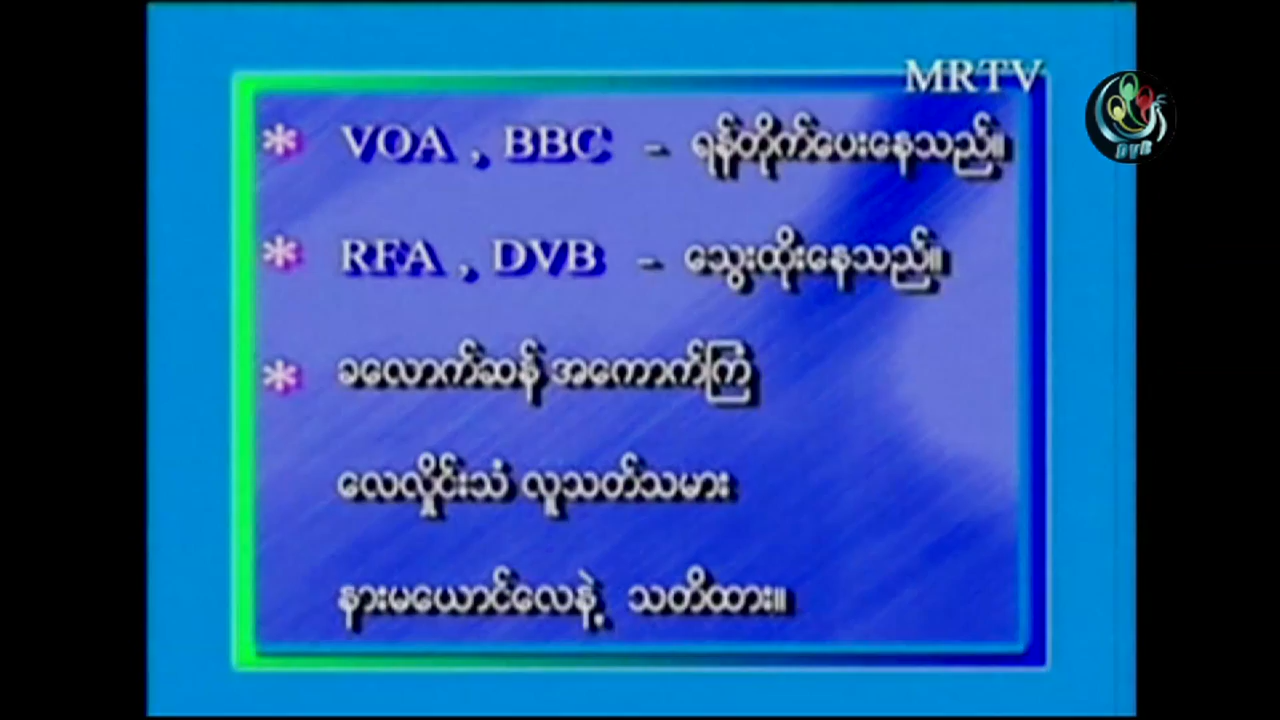 MRTV
DVB
* VOA , BBC - ရန်တိုက်ပေးနေသည်။
* RFA , DVB - သွေးထိုးနေသည်။
* ခလောက်ဆန် အကောက်ကြံ
လေလှိုင်းသံ လူသတ်သမား
နားမယောင်လေနဲ့ သတိထား။